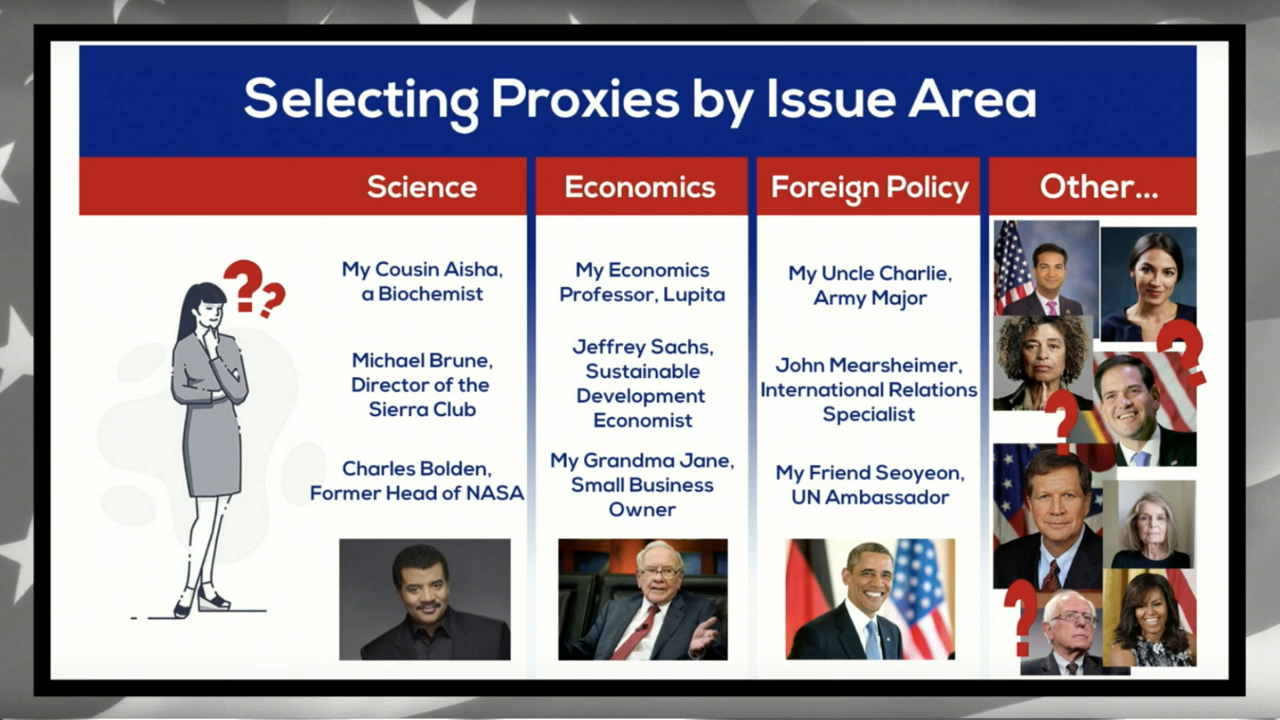 Selecting Proxies by Issue Area
Science
Economics
Foreign Policy
Other...
My Cousin Aisha,
a Biochemist
Michael Brune,
Director of the
Sierra Club
Charles Bolden,
Former Head of NASA
My Economics
Professor, Lupita
Jeffrey Sachs,
Sustainable
Development
Economist
My Grandma Jane,
Small Business
Owner
My Uncle Charlie,
Army Major
John Mearsheimer,
International Relations
Specialist
My Friend Seoyeon,
UN Ambassador
??
?
?
?